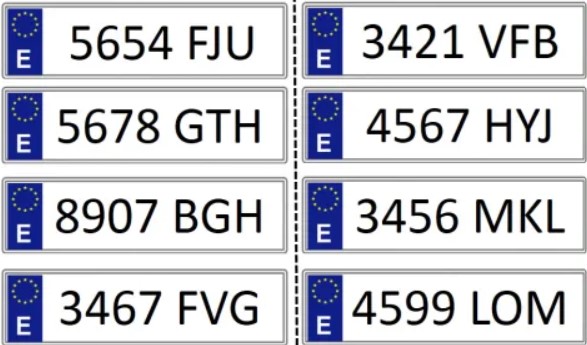 E 5654 FJU
E 3421 VFB
E 5678 GTH
E 4567 HYJ
E 8907 BGH
E 3456 MKL
E 3467 FVG
E 4599 LOM